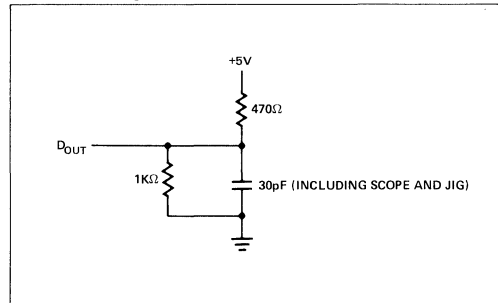 +5V
470Ω
D_OUT
1KΩ
30pF (INCLUDING SCOPE AND JIG)